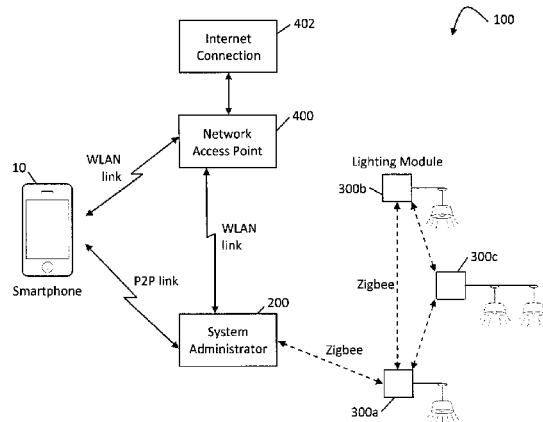 402
100
Internet
Connection
400
Network
Access Point
10
WLAN
link
Lighting Module
300b
WLAN
link
300c
P2P link
Zigbee
Smartphone
200
System
Administrator
Zigbee
300a